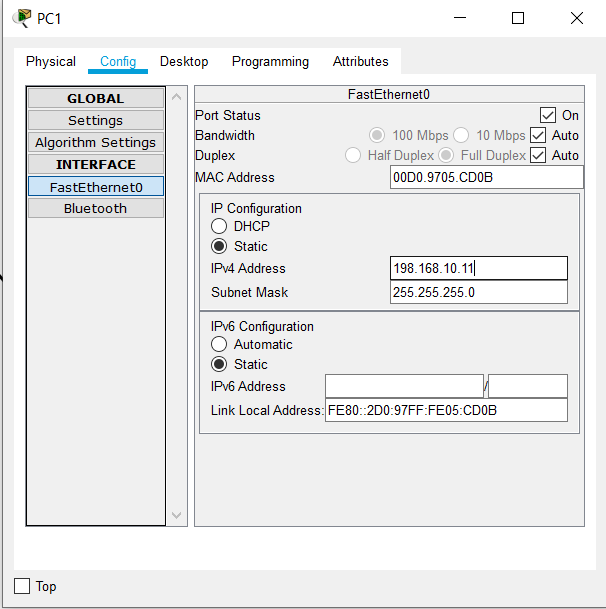 PC1
Physical Config Desktop Programming Attributes
GLOBAL
Settings
Algorithm Settings
INTERFACE
FastEthernet0
Bluetooth
FastEthernet0
Port Status On
Bandwidth 100 Mbps 10 Mbps Auto
Duplex Half Duplex Full Duplex Auto
MAC Address 00D0.9705.CD0B
IP Configuration
DHCP
Static
IPv4 Address 198.168.10.11
Subnet Mask 255.255.255.0
IPv6 Configuration
Automatic
Static
IPv6 Address /
Link Local Address: FE80::2D0:97FF:FE05:CD0B
Top